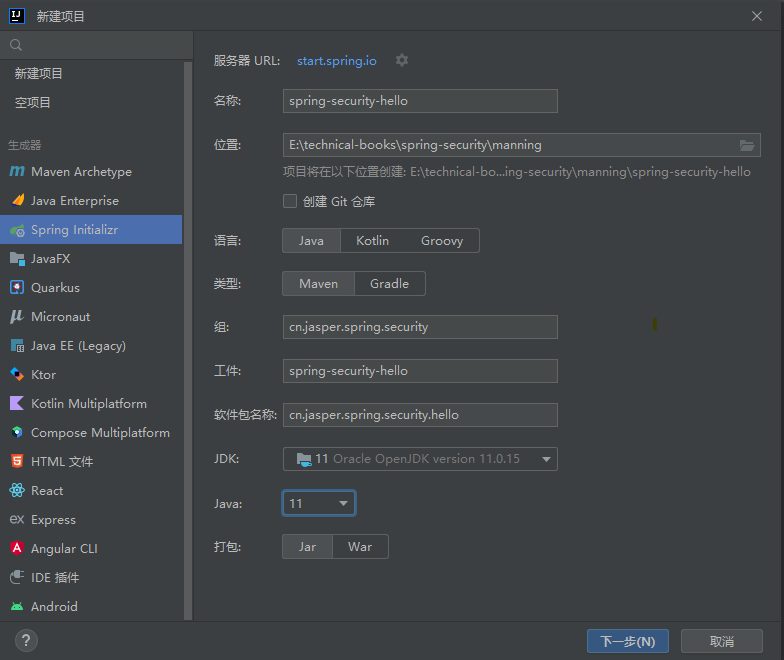 新建项目
新建项目
空项目
生成器
Maven Archetype
Java Enterprise
Spring Initializr
JavaFX
Quarkus
Micronaut
Java EE (Legacy)
Ktor
Kotlin Multiplatform
Compose Multiplatform
HTML 文件
React
Express
Angular CLI
IDE 插件
Android
服务器 URL: start.spring.io
名称: spring-security-hello
位置: E:\technical-books\spring-security\manning
项目将在以下位置创建: E:\technical-bo...ing-security\manning\spring-security-hello
创建 Git 仓库
语言: Java Kotlin Groovy
类型: Maven Gradle
组: cn.jasper.spring.security
工件: spring-security-hello
软件包名称: cn.jasper.spring.security.hello
JDK: 11 Oracle OpenJDK version 11.0.15
Java: 11
打包: Jar War
? 下一步(N) 取消